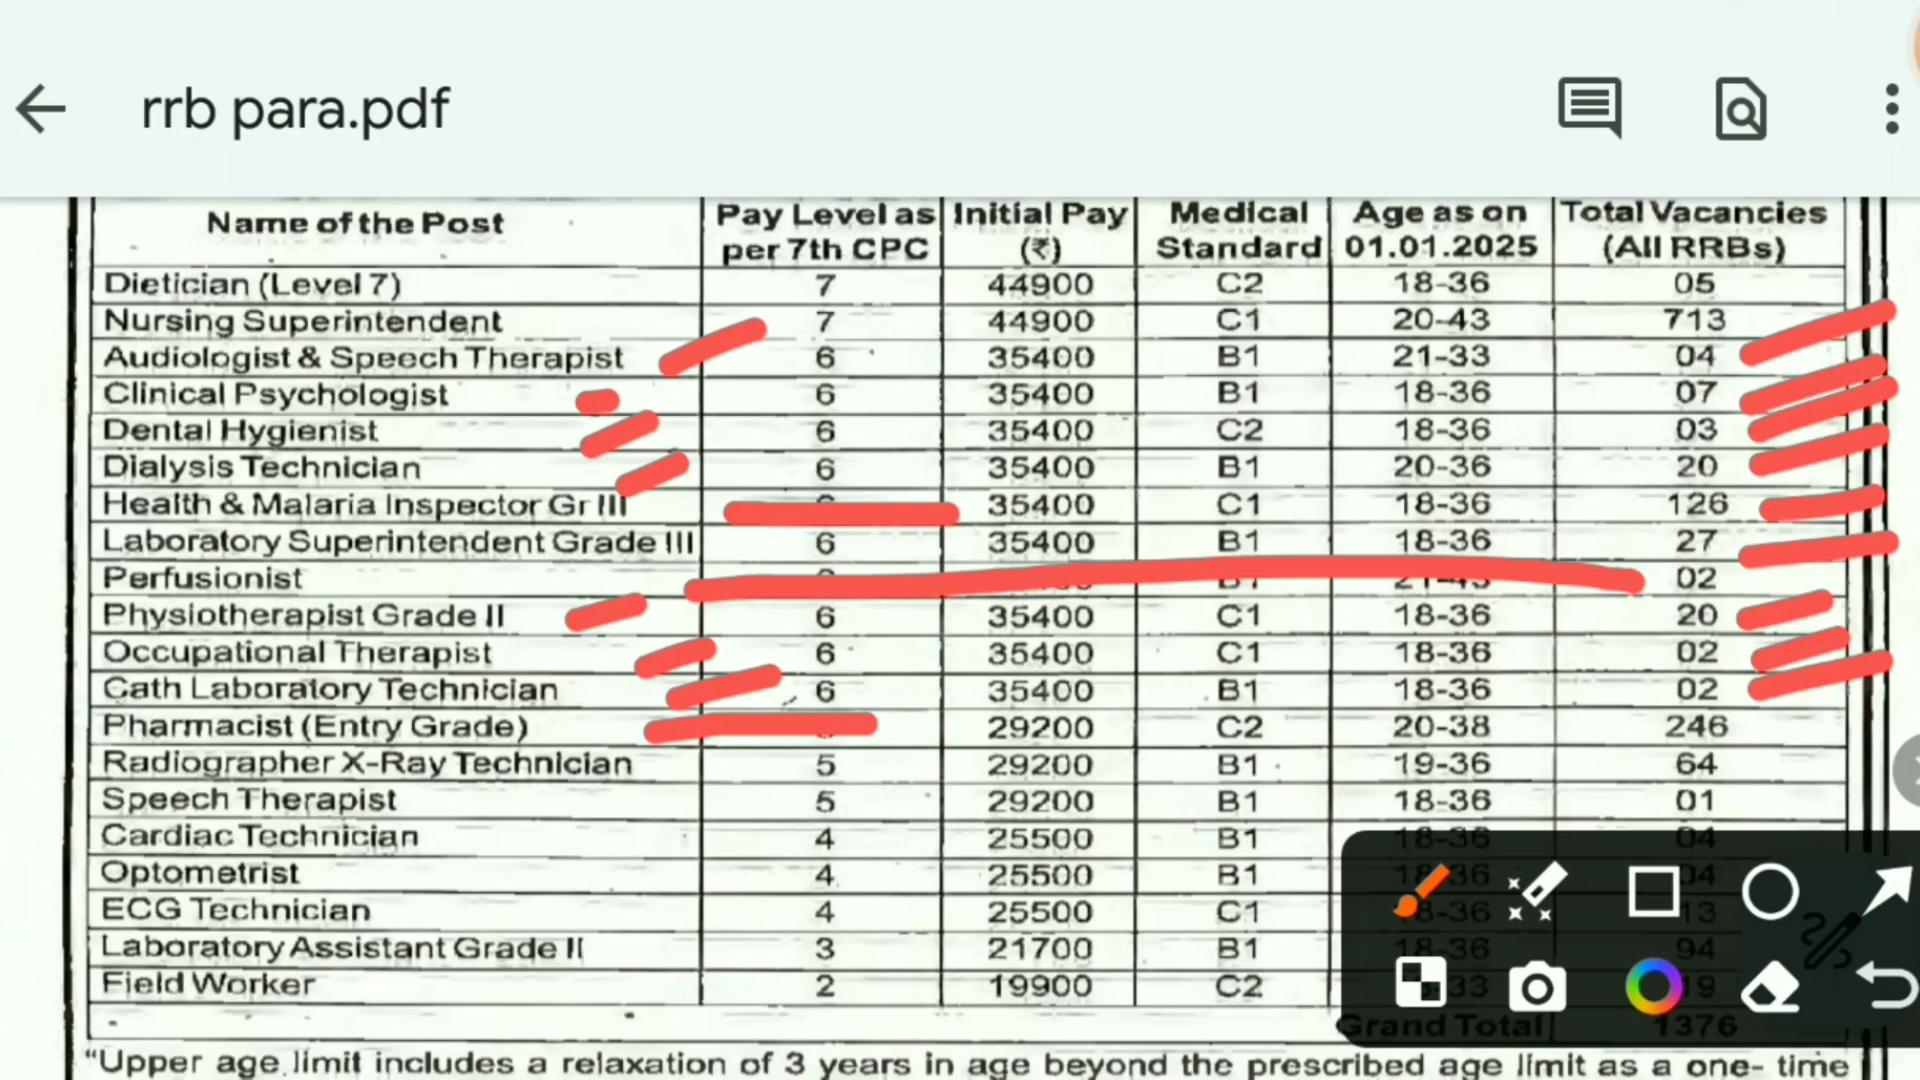 rrb para.pdf
Name of the Post Pay Level as per 7th CPC Initial Pay (₹) Medical Standard Age as on 01.01.2025 Total Vacancies (All RRBs)
Dietician (Level 7) 7 44900 C2 18-36 05
Nursing Superintendent 7 44900 C1 20-43 713
Audiologist & Speech Therapist 6 35400 B1 21-33 04
Clinical Psychologist 6 35400 B1 18-36 07
Dental Hygienist 6 35400 C2 18-36 03
Dialysis Technician 6 35400 B1 20-36 20
Health & Malaria Inspector Gr III 35400 C1 18-36 126
Laboratory Superintendent Grade III 6 35400 B1 18-36 27
Perfusionist 02
Physiotherapist Grade II 6 35400 C1 18-36 20
Occupational Therapist 6 35400 C1 18-36 02
Cath Laboratory Technician 6 35400 B1 18-36 02
Pharmacist (Entry Grade) 29200 C2 20-38 246
Radiographer X-Ray Technician 5 29200 B1 19-36 64
Speech Therapist 5 29200 B1 18-36 01
Cardiac Technician 4 25500 B1 18-36 04
Optometrist 4 25500 B1 04
ECG Technician 4 25500 C1 13
Laboratory Assistant Grade II 3 21700 B1 18-36 94
Field Worker 2 19900 C2 19
Grand Total 1376
"Upper age limit includes a relaxation of 3 years in age beyond the prescribed age limit as a one- time